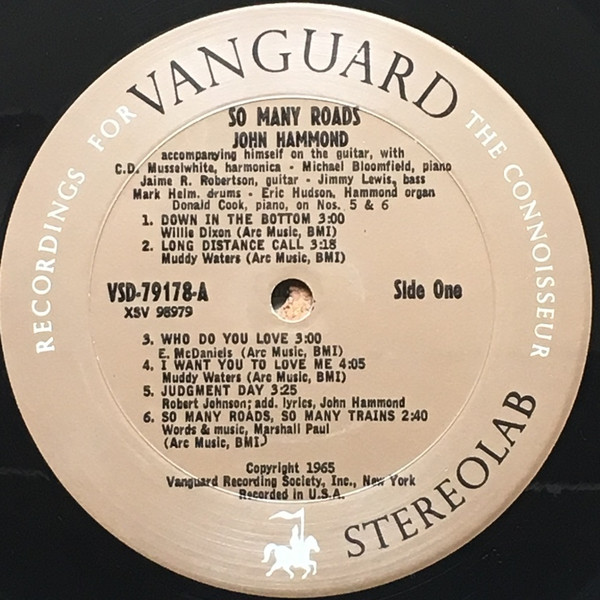 RECORDINGS FOR VANGUARD THE CONNOISSEUR
SO MANY ROADS
JOHN HAMMOND
accompanying himself on the guitar, with
C.D. Musselwhite, harmonica - Michael Bloomfield, piano
Jaime R. Robertson, guitar - Jimmy Lewis, bass
Mark Helm. drums - Eric Hudson, Hammond organ
Donald Cook, piano, on Nos. 5 & 6
1. DOWN IN THE BOTTOM 3:00
Willie Dixon (Arc Music, BMI)
2. LONG DISTANCE CALL 3:18
Muddy Waters (Arc Music, BMI)
VSD-79178-A Side One
XSV 98979
3. WHO DO YOU LOVE 3:00
E. McDaniels (Arc Music, BMI)
4. I WANT YOU TO LOVE ME 4:05
Muddy Waters (Arc Music, BMI)
5. JUDGMENT DAY 3:25
Robert Johnson; add. lyrics, John Hammond
6. SO MANY ROADS, SO MANY TRAINS 2:40
Words & music, Marshall Paul
(Arc Music, BMI)
Copyright 1965
Vanguard Recording Society, Inc., New York
Recorded in U.S.A.
STEREOLAB